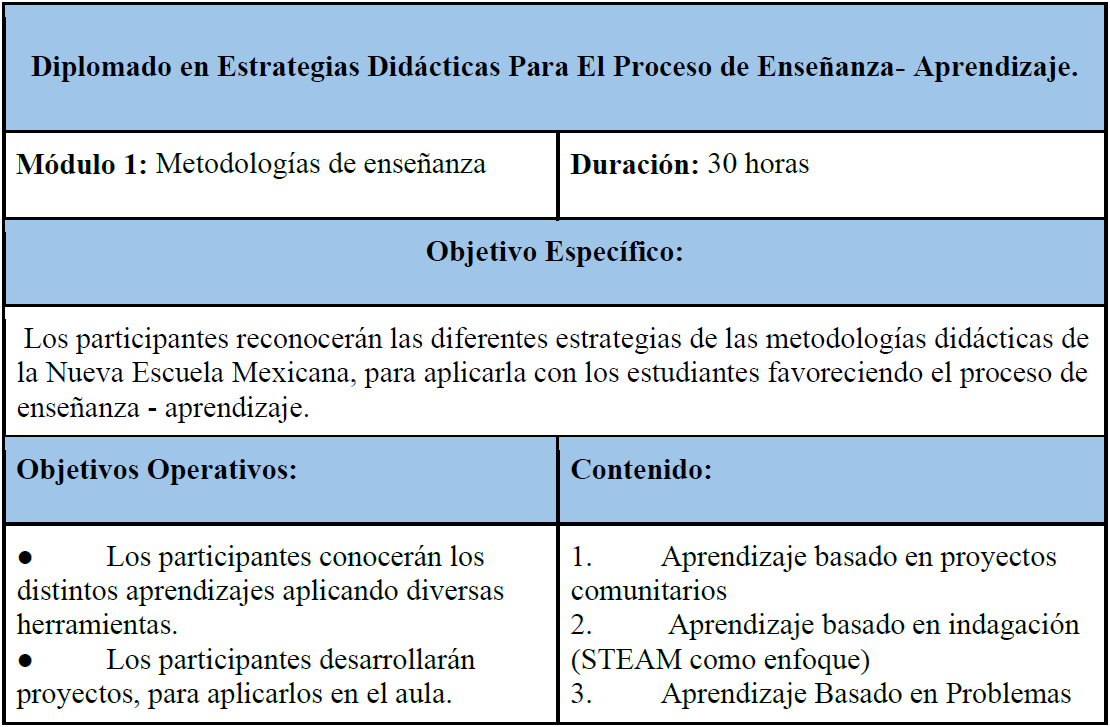 Diplomado en Estrategias Didácticas Para El Proceso de Enseñanza- Aprendizaje.
Módulo 1: Metodologías de enseñanza
Duración: 30 horas
Objetivo Específico:
Los participantes reconocerán las diferentes estrategias de las metodologías didácticas de
la Nueva Escuela Mexicana, para aplicarla con los estudiantes favoreciendo el proceso de
enseñanza - aprendizaje.
Objetivos Operativos:
Contenido:
● Los participantes conocerán los
distintos aprendizajes aplicando diversas
herramientas.
● Los participantes desarrollarán
proyectos, para aplicarlos en el aula.
1. Aprendizaje basado en proyectos
comunitarios
2. Aprendizaje basado en indagación
(STEAM como enfoque)
3. Aprendizaje Basado en Problemas